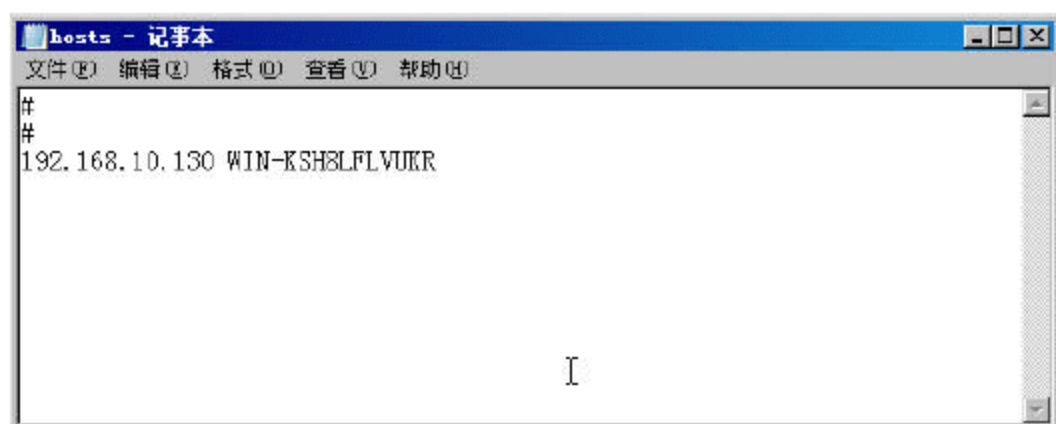 hosts - 记事本
文件(F) 编辑(E) 格式(O) 查看(V) 帮助(H)
#
#
192.168.10.130 WIN-KSH8LFLVUKR